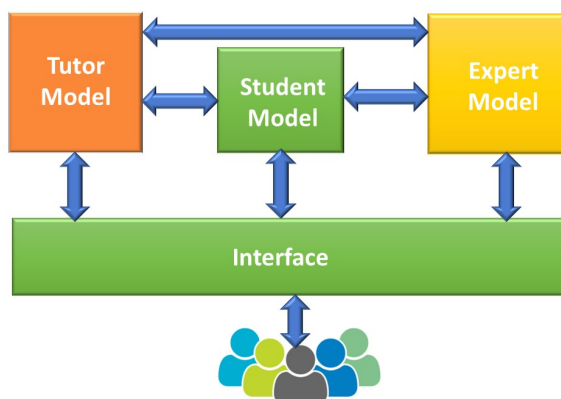 Tutor
Model
Student
Model
Expert
Model
Interface